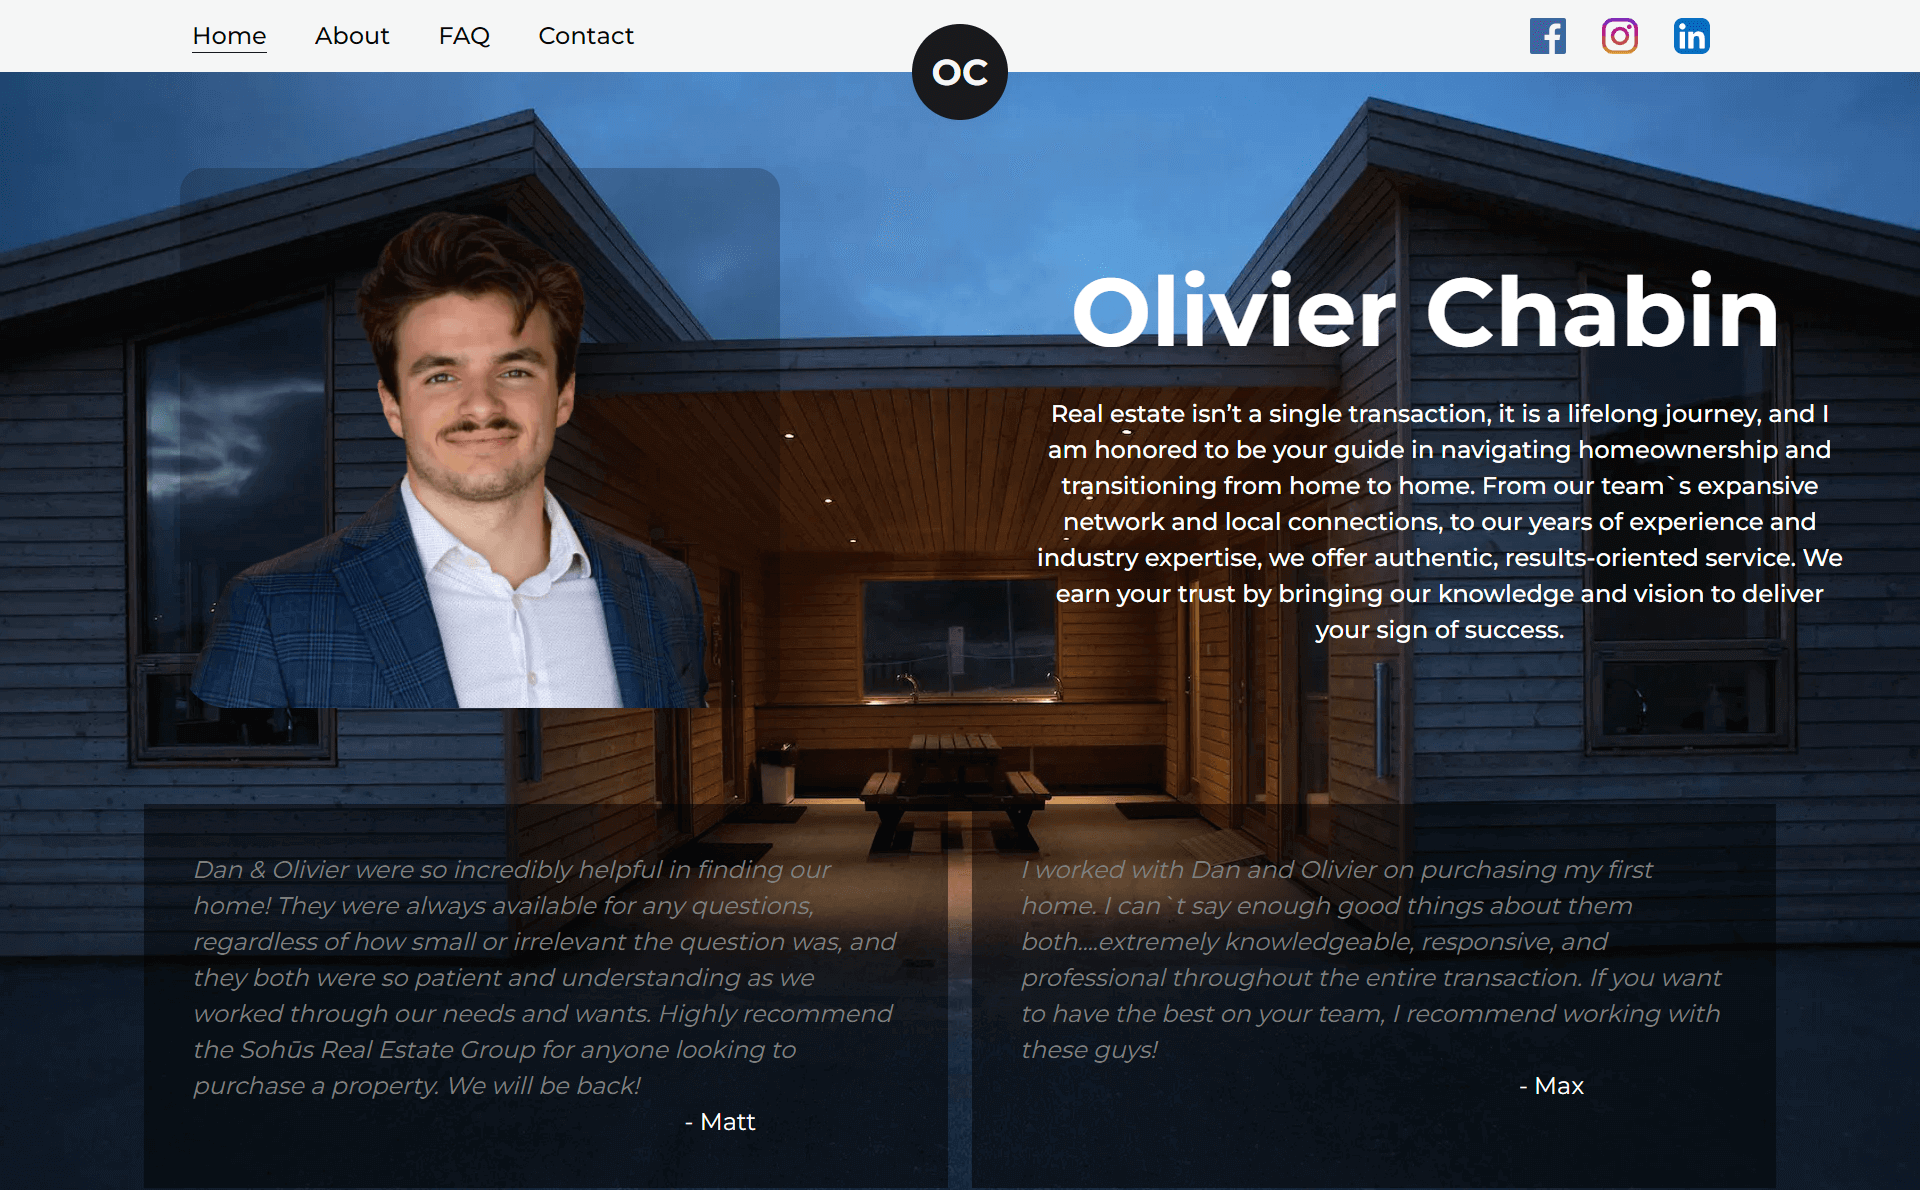 Home About FAQ Contact
OC
Olivier Chabin
Real estate isn’t a single transaction, it is a lifelong journey, and I
am honored to be your guide in navigating homeownership and
transitioning from home to home. From our team`s expansive
network and local connections, to our years of experience and
industry expertise, we offer authentic, results-oriented service. We
earn your trust by bringing our knowledge and vision to deliver
your sign of success.
Dan & Olivier were so incredibly helpful in finding our
home! They were always available for any questions,
regardless of how small or irrelevant the question was, and
they both were so patient and understanding as we
worked through our needs and wants. Highly recommend
the Sohūs Real Estate Group for anyone looking to
purchase a property. We will be back!
- Matt
I worked with Dan and Olivier on purchasing my first
home. I can`t say enough good things about them
both....extremely knowledgeable, responsive, and
professional throughout the entire transaction. If you want
to have the best on your team, I recommend working with
these guys!
- Max